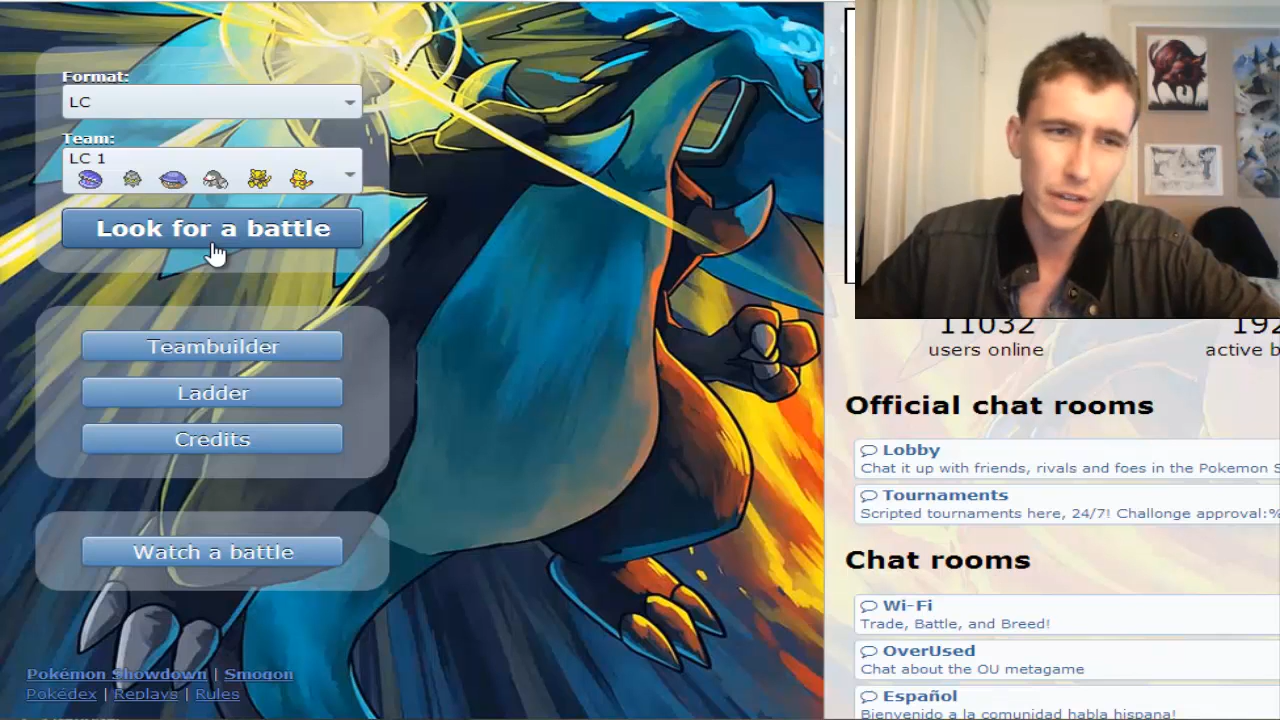 Format:
LC
Team:
LC 1
Look for a battle
Teambuilder
Ladder
Credits
Watch a battle
Pokémon Showdown | Smogon
Pokédex | Replays | Rules
11032
users online
192
active b
Official chat rooms
Lobby
Chat it up with friends, rivals and foes in the Pokemon S
Tournaments
Scripted tournaments here, 24/7! Challonge approval:%
Chat rooms
Wi-Fi
Trade, Battle, and Breed!
OverUsed
Chat about the OU metagame
Español
Bienvenido a la comunidad habla hispana!